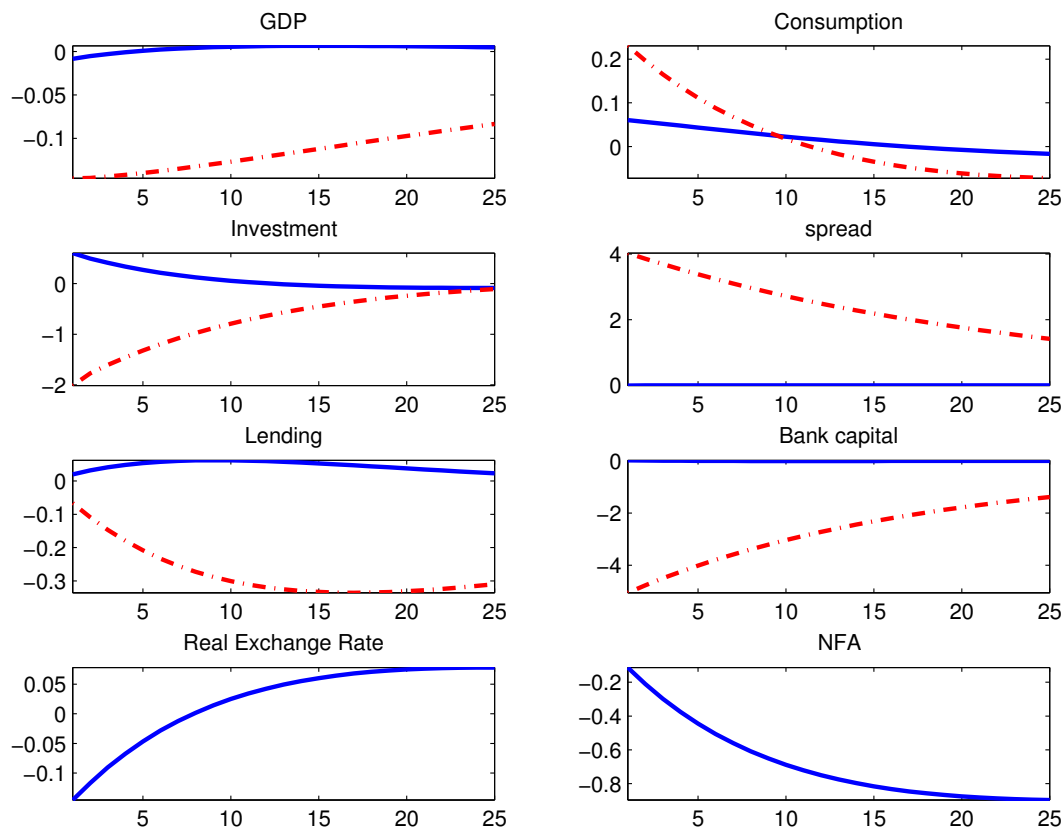 GDP
0
−0.05
−0.1
5 10 15 20 25
Consumption
0.2
0.1
0
5 10 15 20 25
Investment
0
−1
−2
5 10 15 20 25
spread
4
2
0
5 10 15 20 25
Lending
0
−0.1
−0.2
−0.3
5 10 15 20 25
Bank capital
0
−2
−4
5 10 15 20 25
Real Exchange Rate
0.05
0
−0.05
−0.1
5 10 15 20 25
NFA
−0.2
−0.4
−0.6
−0.8
5 10 15 20 25